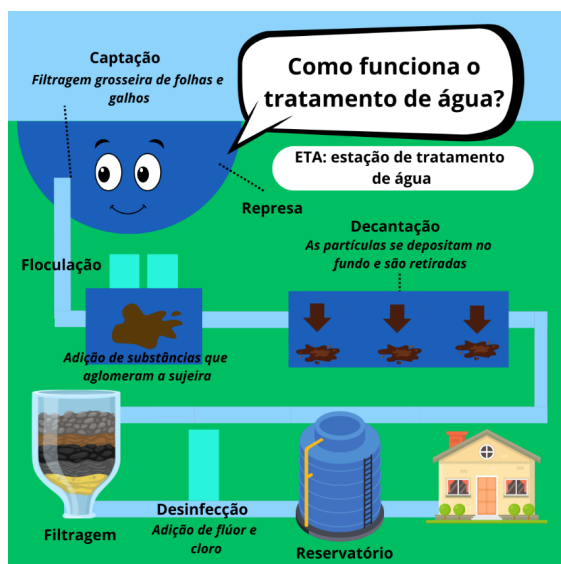 Captação
Filtragem grosseira de folhas e
galhos
Como funciona o
tratamento de água?
ETA: estação de tratamento
de água
Represa
Decantação
As partículas se depositam no
fundo e são retiradas
Floculação
Adição de substâncias que
aglomeram a sujeira
Filtragem
Desinfecção
Adição de flúor e
cloro
Reservatório